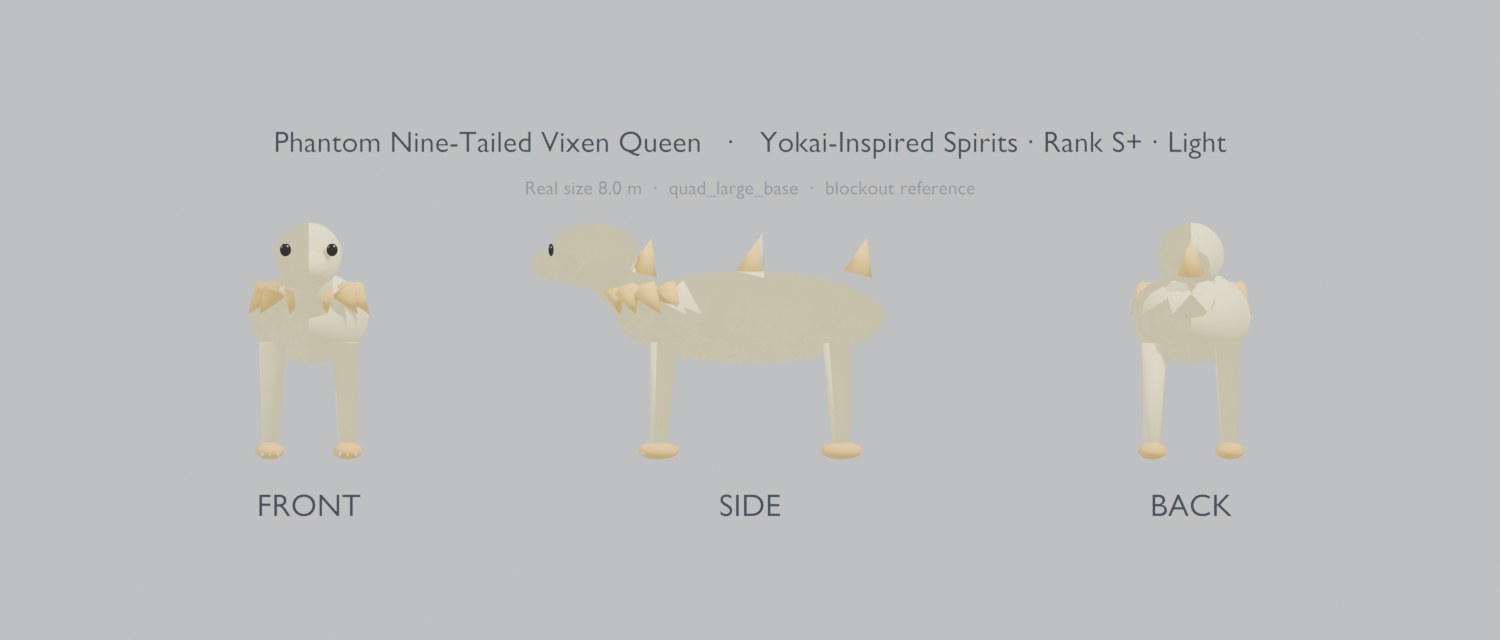 Phantom Nine-Tailed Vixen Queen · Yokai-Inspired Spirits · Rank S+ · Light
Real size 8.0 m · quad_large_base · blockout reference
FRONT SIDE BACK